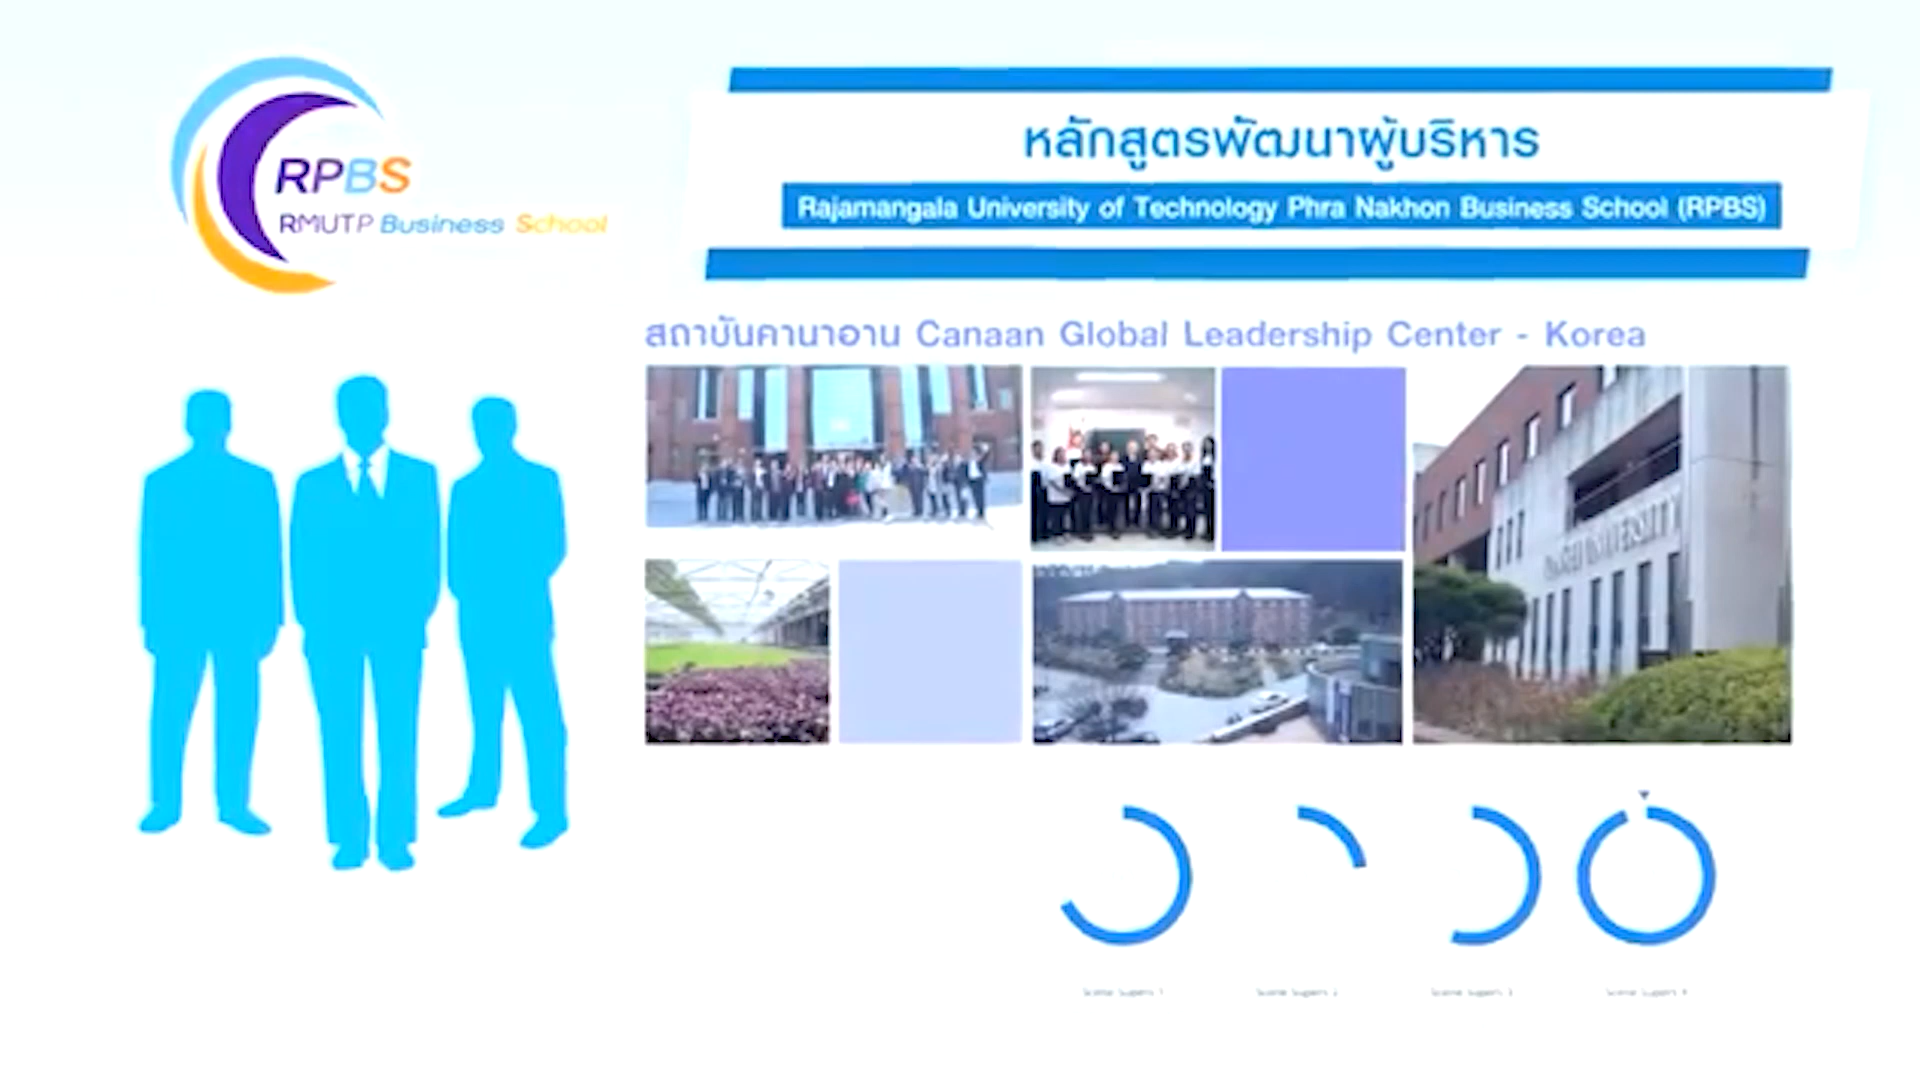 RPBS
RMUTP Business School
หลักสูตรพัฒนาผู้บริหาร
Rajamangala University of Technology Phra Nakhon Business School (RPBS)
สถาบันคานาอาน Canaan Global Leadership Center - Korea
UNIVERSITY